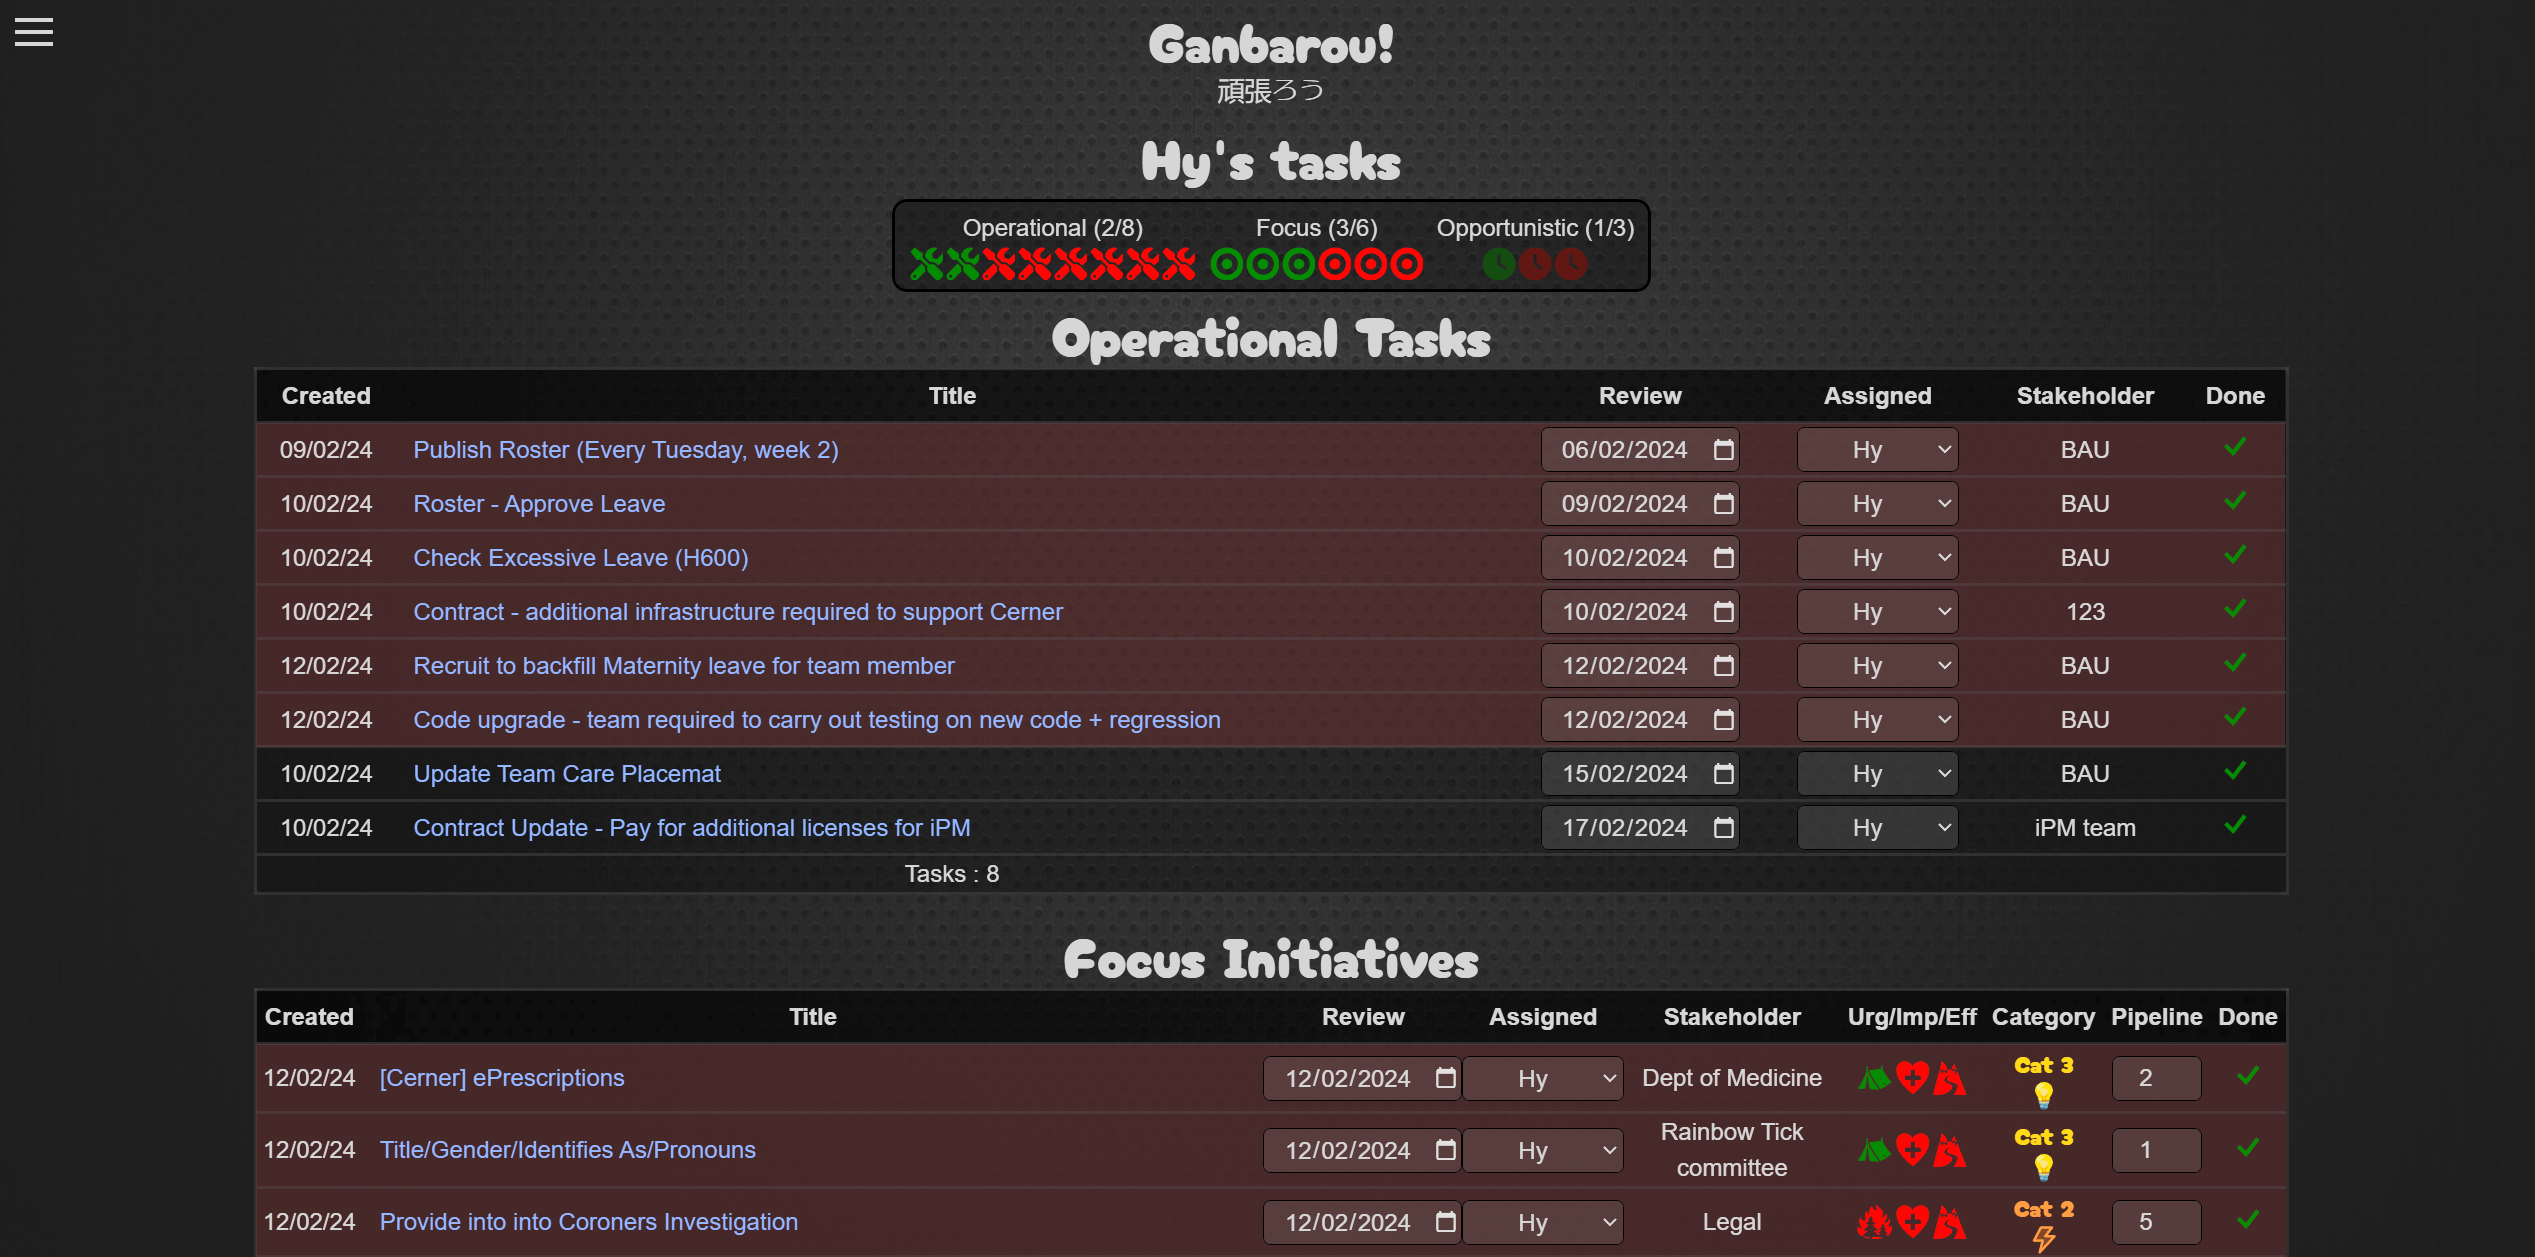 Ganbarou!
頑張ろう
Hy's tasks
Operational (2/8) Focus (3/6) Opportunistic (1/3)
Operational Tasks
Created Title Review Assigned Stakeholder Done
09/02/24 Publish Roster (Every Tuesday, week 2) 06/02/2024 Hy BAU
10/02/24 Roster - Approve Leave 09/02/2024 Hy BAU
10/02/24 Check Excessive Leave (H600) 10/02/2024 Hy BAU
10/02/24 Contract - additional infrastructure required to support Cerner 10/02/2024 Hy 123
12/02/24 Recruit to backfill Maternity leave for team member 12/02/2024 Hy BAU
12/02/24 Code upgrade - team required to carry out testing on new code + regression 12/02/2024 Hy BAU
10/02/24 Update Team Care Placemat 15/02/2024 Hy BAU
10/02/24 Contract Update - Pay for additional licenses for iPM 17/02/2024 Hy iPM team
Tasks : 8
Focus Initiatives
Created Title Review Assigned Stakeholder Urg/Imp/Eff Category Pipeline Done
12/02/24 [Cerner] ePrescriptions 12/02/2024 Hy Dept of Medicine Cat 3 2
12/02/24 Title/Gender/Identifies As/Pronouns 12/02/2024 Hy Rainbow Tick committee Cat 3 1
12/02/24 Provide into into Coroners Investigation 12/02/2024 Hy Legal Cat 2 5